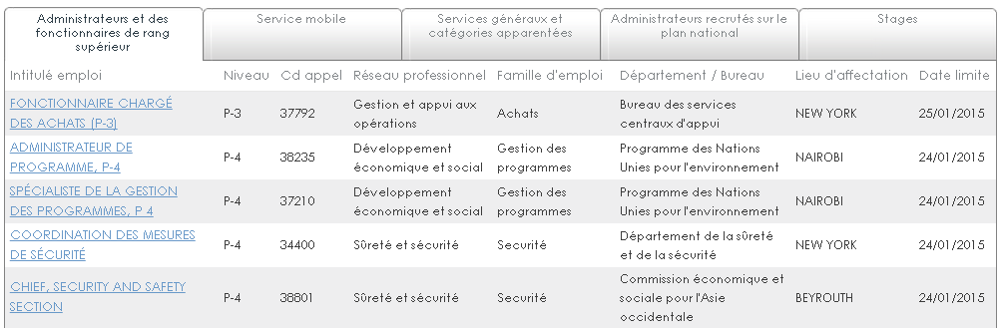 Administrateurs et des
fonctionnaires de rang
supérieur
Service mobile
Services généraux et
catégories apparentées
Administrateurs recrutés sur le
plan national
Stages
Intitulé emploi Niveau Cd appel Réseau professionnel Famille d'emploi Département / Bureau Lieu d'affectation Date limite
FONCTIONNAIRE CHARGÉ
DES ACHATS (P-3)
P-3
37792
Gestion et appui aux
opérations
Achats
Bureau des services
centraux d'appui
NEW YORK
25/01/2015
ADMINISTRATEUR DE
PROGRAMME, P-4
P-4
38235
Développement
économique et social
Gestion des
programmes
Programme des Nations
Unies pour l'environnement
NAIROBI
24/01/2015
SPÉCIALISTE DE LA GESTION
DES PROGRAMMES, P 4
P-4
37210
Développement
économique et social
Gestion des
programmes
Programme des Nations
Unies pour l'environnement
NAIROBI
24/01/2015
COORDINATION DES MESURES
DE SÉCURITÉ
P-4
34400
Sûreté et sécurité
Securité
Département de la sûreté
et de la sécurité
NEW YORK
24/01/2015
CHIEF, SECURITY AND SAFETY
SECTION
P-4
38801
Sûreté et sécurité
Securité
Commission économique et
sociale pour l'Asie
occidentale
BEYROUTH
24/01/2015